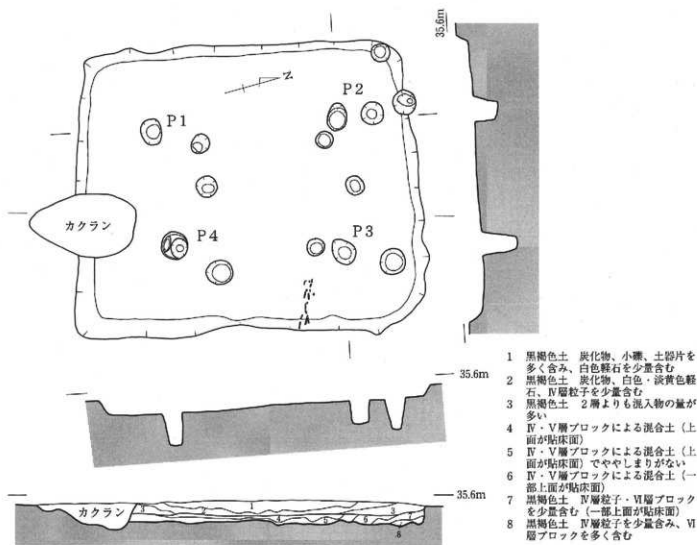 35.6m
N
P1
P2
カクラン
P4
P3
35.6m
35.6m
カクラン
1
2
3
3
4
5
6
7
8
1 黒褐色土 炭化物、小礫、土器片を
多く含み、白色軽石を少量含む
2 黒褐色土 炭化物、白色・淡黄色軽
石、Ⅳ層粒子を少量含む
3 黒褐色土 2層よりも混入物の量が
多い
4 Ⅳ・Ⅴ層ブロックによる混合土（上
面が貼床面）
5 Ⅳ・Ⅴ層ブロックによる混合土（上
面が貼床面）でややしまりがない
6 Ⅳ・Ⅴ層ブロックによる混合土（一
部上面が貼床面）
7 黒褐色土 Ⅳ層粒子・Ⅵ層ブロック
を少量含む（一部上面が貼床面）
8 黒褐色土 Ⅳ層粒子を少量含み、Ⅵ
層ブロックを多く含む